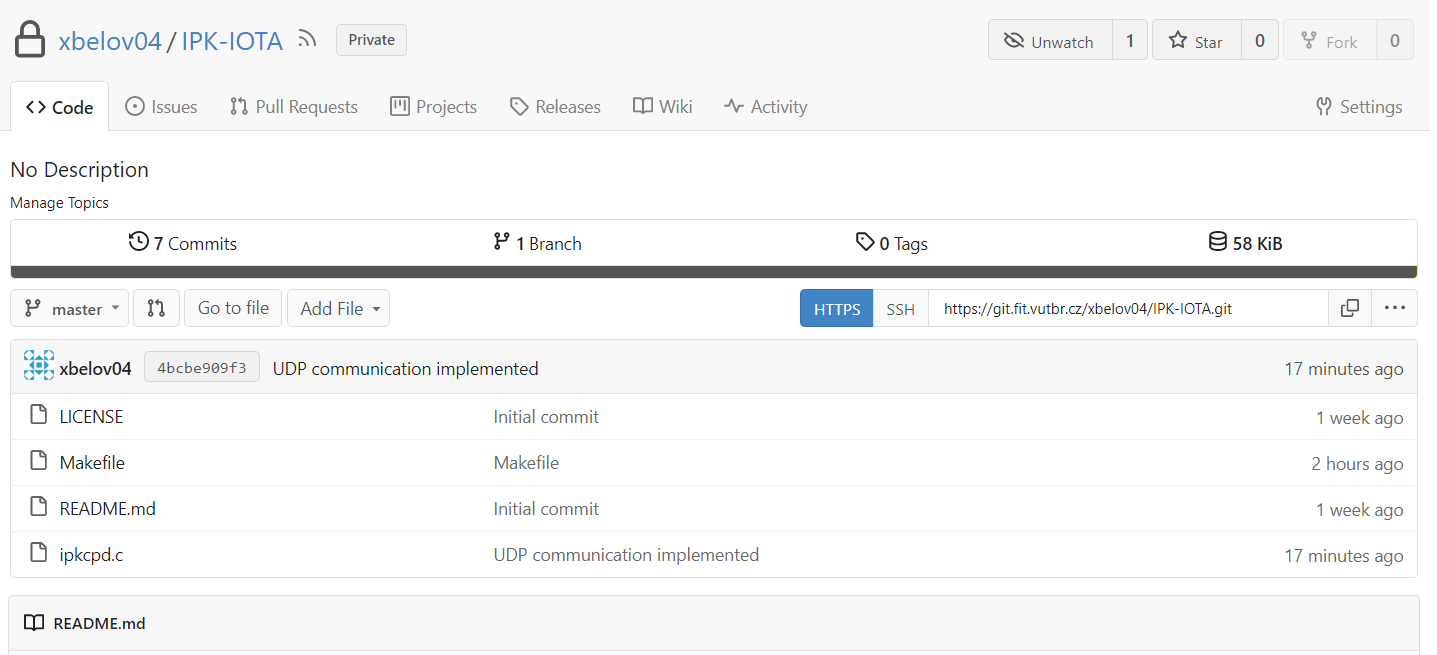 xbelov04 / IPK-IOTA Private Unwatch 1 Star 0 Fork 0
Code Issues Pull Requests Projects Releases Wiki Activity Settings
No Description
Manage Topics
7 Commits 1 Branch 0 Tags 58 KiB
master Go to file Add File HTTPS SSH https://git.fit.vutbr.cz/xbelov04/IPK-IOTA.git
xbelov04 4bcbe909f3 UDP communication implemented 17 minutes ago
LICENSE Initial commit 1 week ago
Makefile Makefile 2 hours ago
README.md Initial commit 1 week ago
ipkcpd.c UDP communication implemented 17 minutes ago
README.md